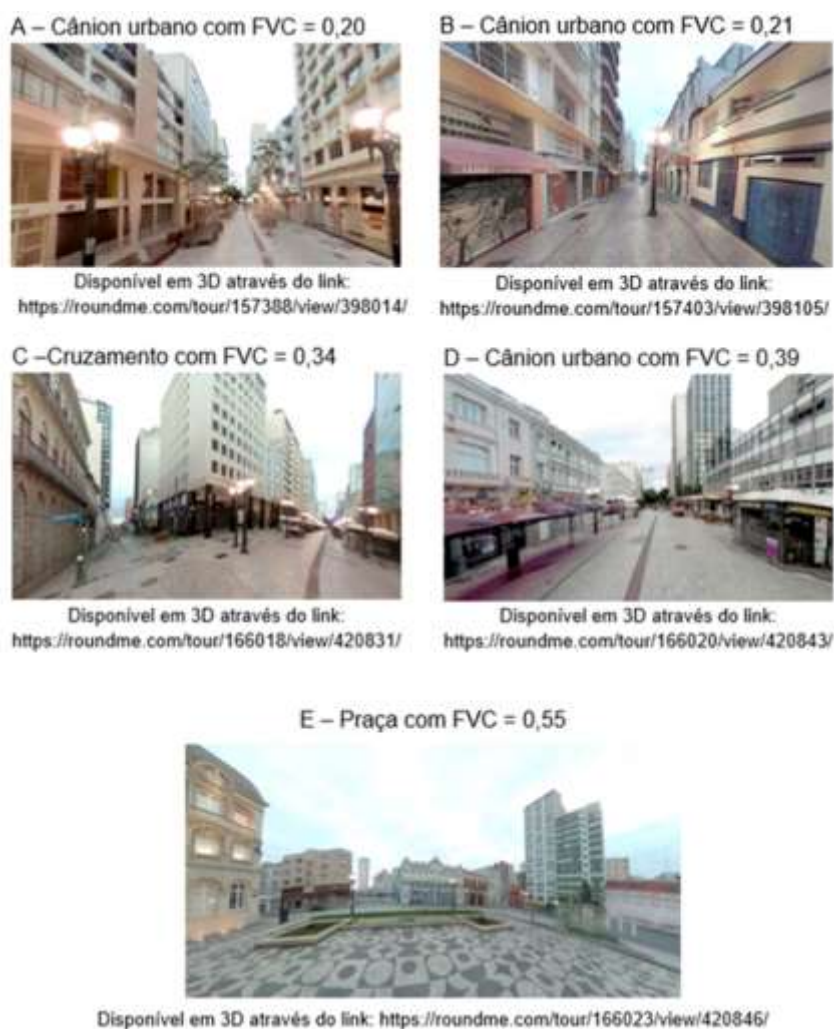 A – Cânion urbano com FVC = 0,20
B – Cânion urbano com FVC = 0,21
Disponível em 3D através do link:
https://roundme.com/tour/157388/view/398014/
Disponível em 3D através do link:
https://roundme.com/tour/157403/view/398105/
C –Cruzamento com FVC = 0,34
D – Cânion urbano com FVC = 0,39
Disponível em 3D através do link:
https://roundme.com/tour/166018/view/420831/
Disponível em 3D através do link:
https://roundme.com/tour/166020/view/420843/
E – Praça com FVC = 0,55
Disponível em 3D através do link: https://roundme.com/tour/166023/view/420846/